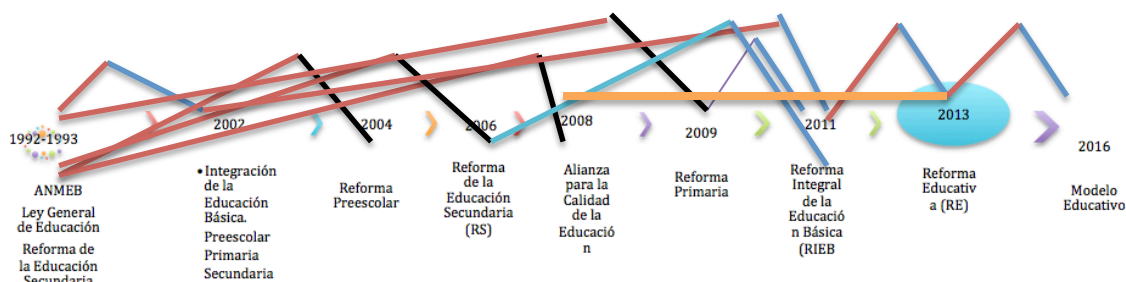 1992-1993
ANMEB
Ley General
de Educación
Reforma de
la Educación
Secundaria
2002
•Integración
de la
Educación
Básica.
Preescolar
Primaria
Secundaria
2004
Reforma
Preescolar
2006
Reforma
de la
Educación
Secundaria
(RS)
2008
Alianza
para la
Calidad
de la
Educació
n
2009
Reforma
Primaria
2011
Reforma
Integral
de la
Educació
n Básica
(RIEB
2013
Reforma
Educativ
a (RE)
2016
Modelo
Educativo